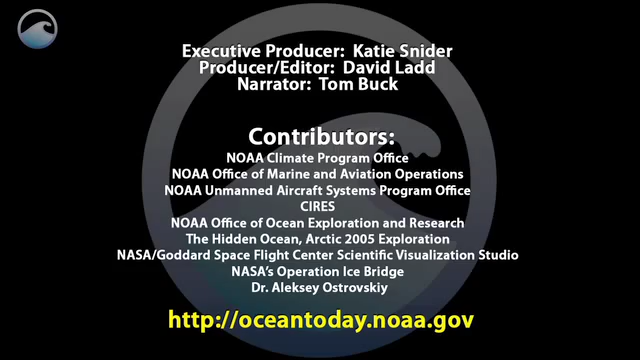 Executive Producer: Katie Snider
Producer/Editor: David Ladd
Narrator: Tom Buck
Contributors:
NOAA Climate Program Office
NOAA Office of Marine and Aviation Operations
NOAA Unmanned Aircraft Systems Program Office
CIRES
NOAA Office of Ocean Exploration and Research
The Hidden Ocean, Arctic 2005 Exploration
NASA/Goddard Space Flight Center Scientific Visualization Studio
NASA's Operation Ice Bridge
Dr. Aleksey Ostrovskiy
http://oceantoday.noaa.gov